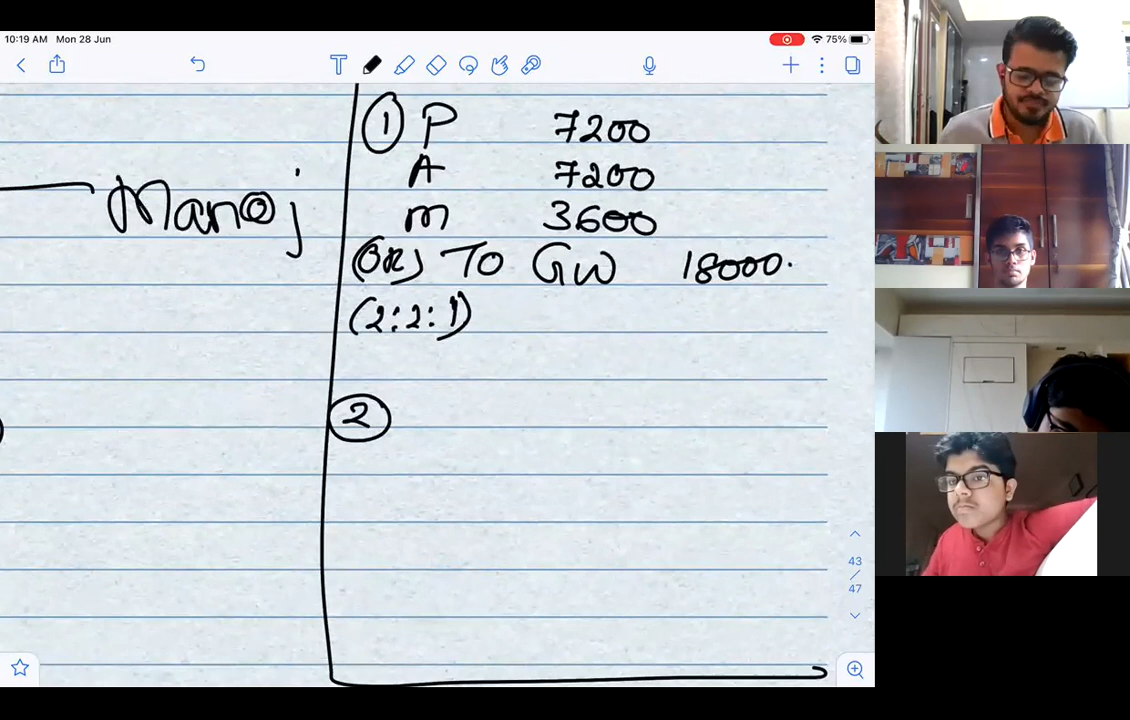 10:19 AM Mon 28 Jun
75%
T
Manoj
① P 7200
A 7200
m 3600
(OR) TO GW 18000.
(2:2:1)
②
43
/
47